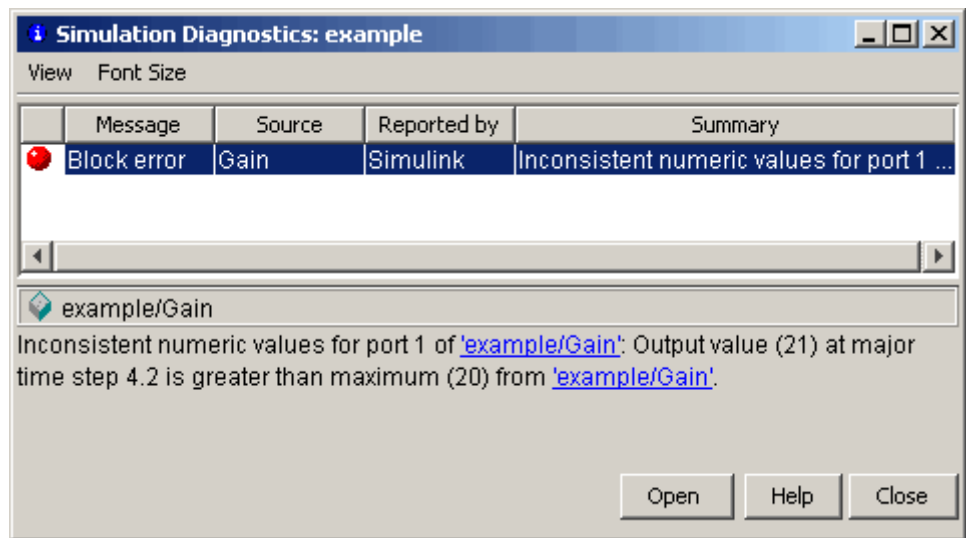 Simulation Diagnostics: example
View Font Size
Message Source Reported by Summary
Block error Gain Simulink Inconsistent numeric values for port 1 ...
example/Gain
Inconsistent numeric values for port 1 of 'example/Gain': Output value (21) at major
time step 4.2 is greater than maximum (20) from 'example/Gain'.
Open Help Close